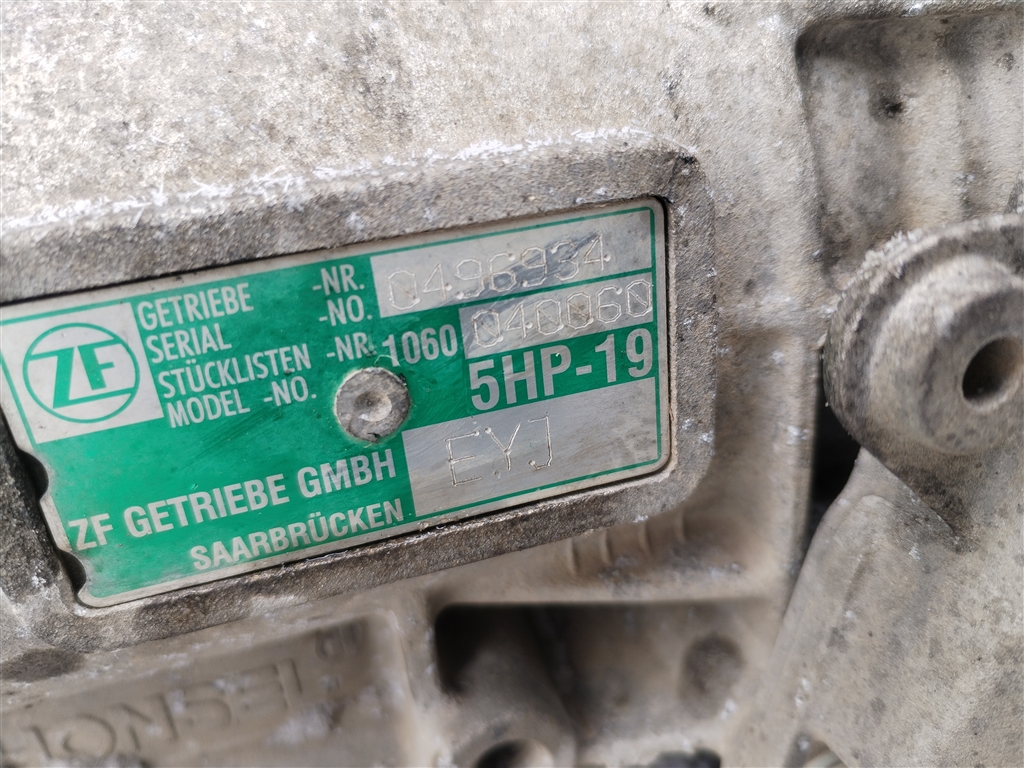 ZF
GETRIEBE -NR. 0496934
SERIAL -NO.
STÜCKLISTEN -NR. 1060 040060
MODEL -NO.
5HP-19
EYJ
ZF GETRIEBE GMBH
SAARBRÜCKEN